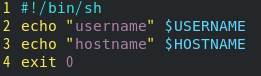 1 #!/bin/sh
2 echo "username" $USERNAME
3 echo "hostname" $HOSTNAME
4 exit 0